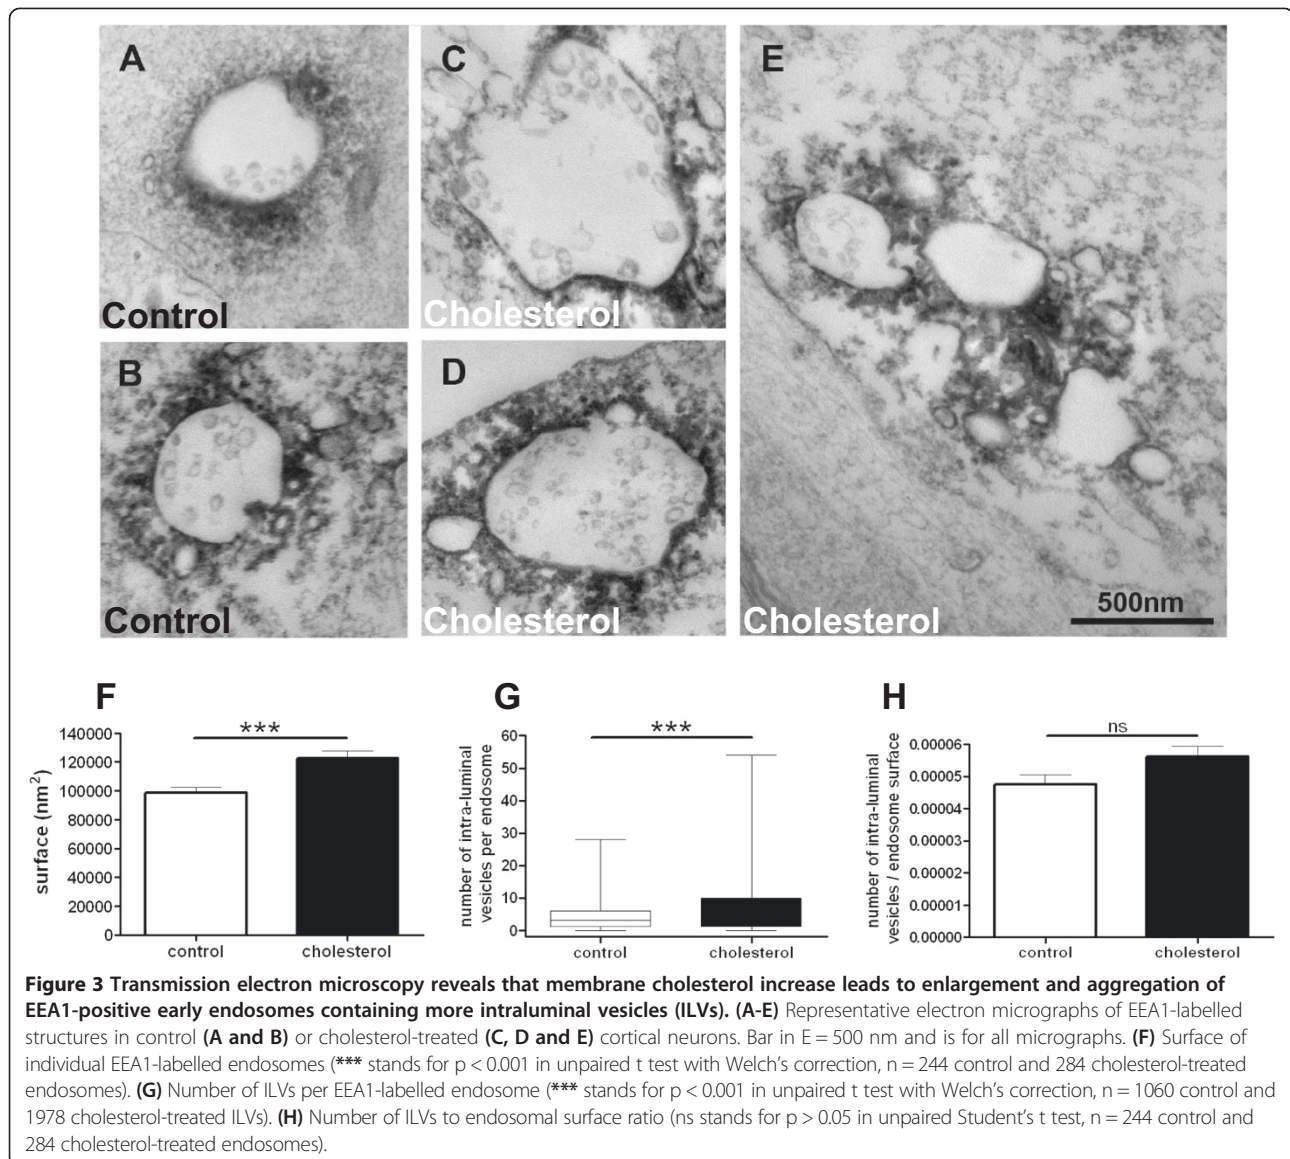 A
Control
B
Control
C
Cholesterol
D
Cholesterol
E
Cholesterol
500nm
F
***
140000
120000
100000
80000
60000
40000
20000
0
surface (nm²)
control
cholesterol
G
***
60
50
40
30
20
10
0
number of intra-luminal
vesicles per endosome
control
cholesterol
H
ns
0.00006
0.00005
0.00004
0.00003
0.00002
0.00001
0.00000
number of intra-luminal
vesicles / endosome surface
control
cholesterol
Figure 3 Transmission electron microscopy reveals that membrane cholesterol increase leads to enlargement and aggregation of
EEA1-positive early endosomes containing more intraluminal vesicles (ILVs). (A-E) Representative electron micrographs of EEA1-labelled
structures in control (A and B) or cholesterol-treated (C, D and E) cortical neurons. Bar in E = 500 nm and is for all micrographs. (F) Surface of
individual EEA1-labelled endosomes (*** stands for p < 0.001 in unpaired t test with Welch's correction, n = 244 control and 284 cholesterol-treated
endosomes). (G) Number of ILVs per EEA1-labelled endosome (*** stands for p < 0.001 in unpaired t test with Welch's correction, n = 1060 control and
1978 cholesterol-treated ILVs). (H) Number of ILVs to endosomal surface ratio (ns stands for p > 0.05 in unpaired Student's t test, n = 244 control and
284 cholesterol-treated endosomes).